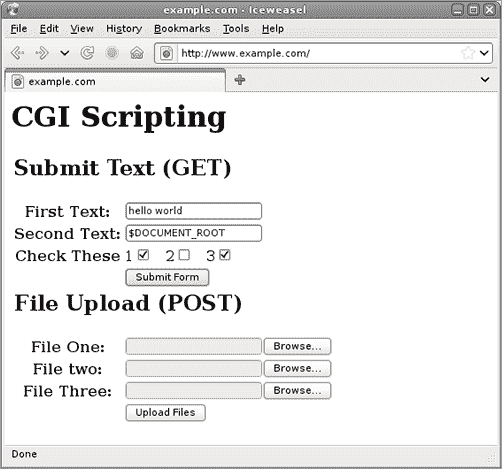 example.com - Iceweasel
File Edit View History Bookmarks Tools Help
http://www.example.com/
example.com
CGI Scripting
Submit Text (GET)
First Text: hello world
Second Text: $DOCUMENT_ROOT
Check These 1 2 3
Submit Form
File Upload (POST)
File One: Browse...
File two: Browse...
File Three: Browse...
Upload Files
Done